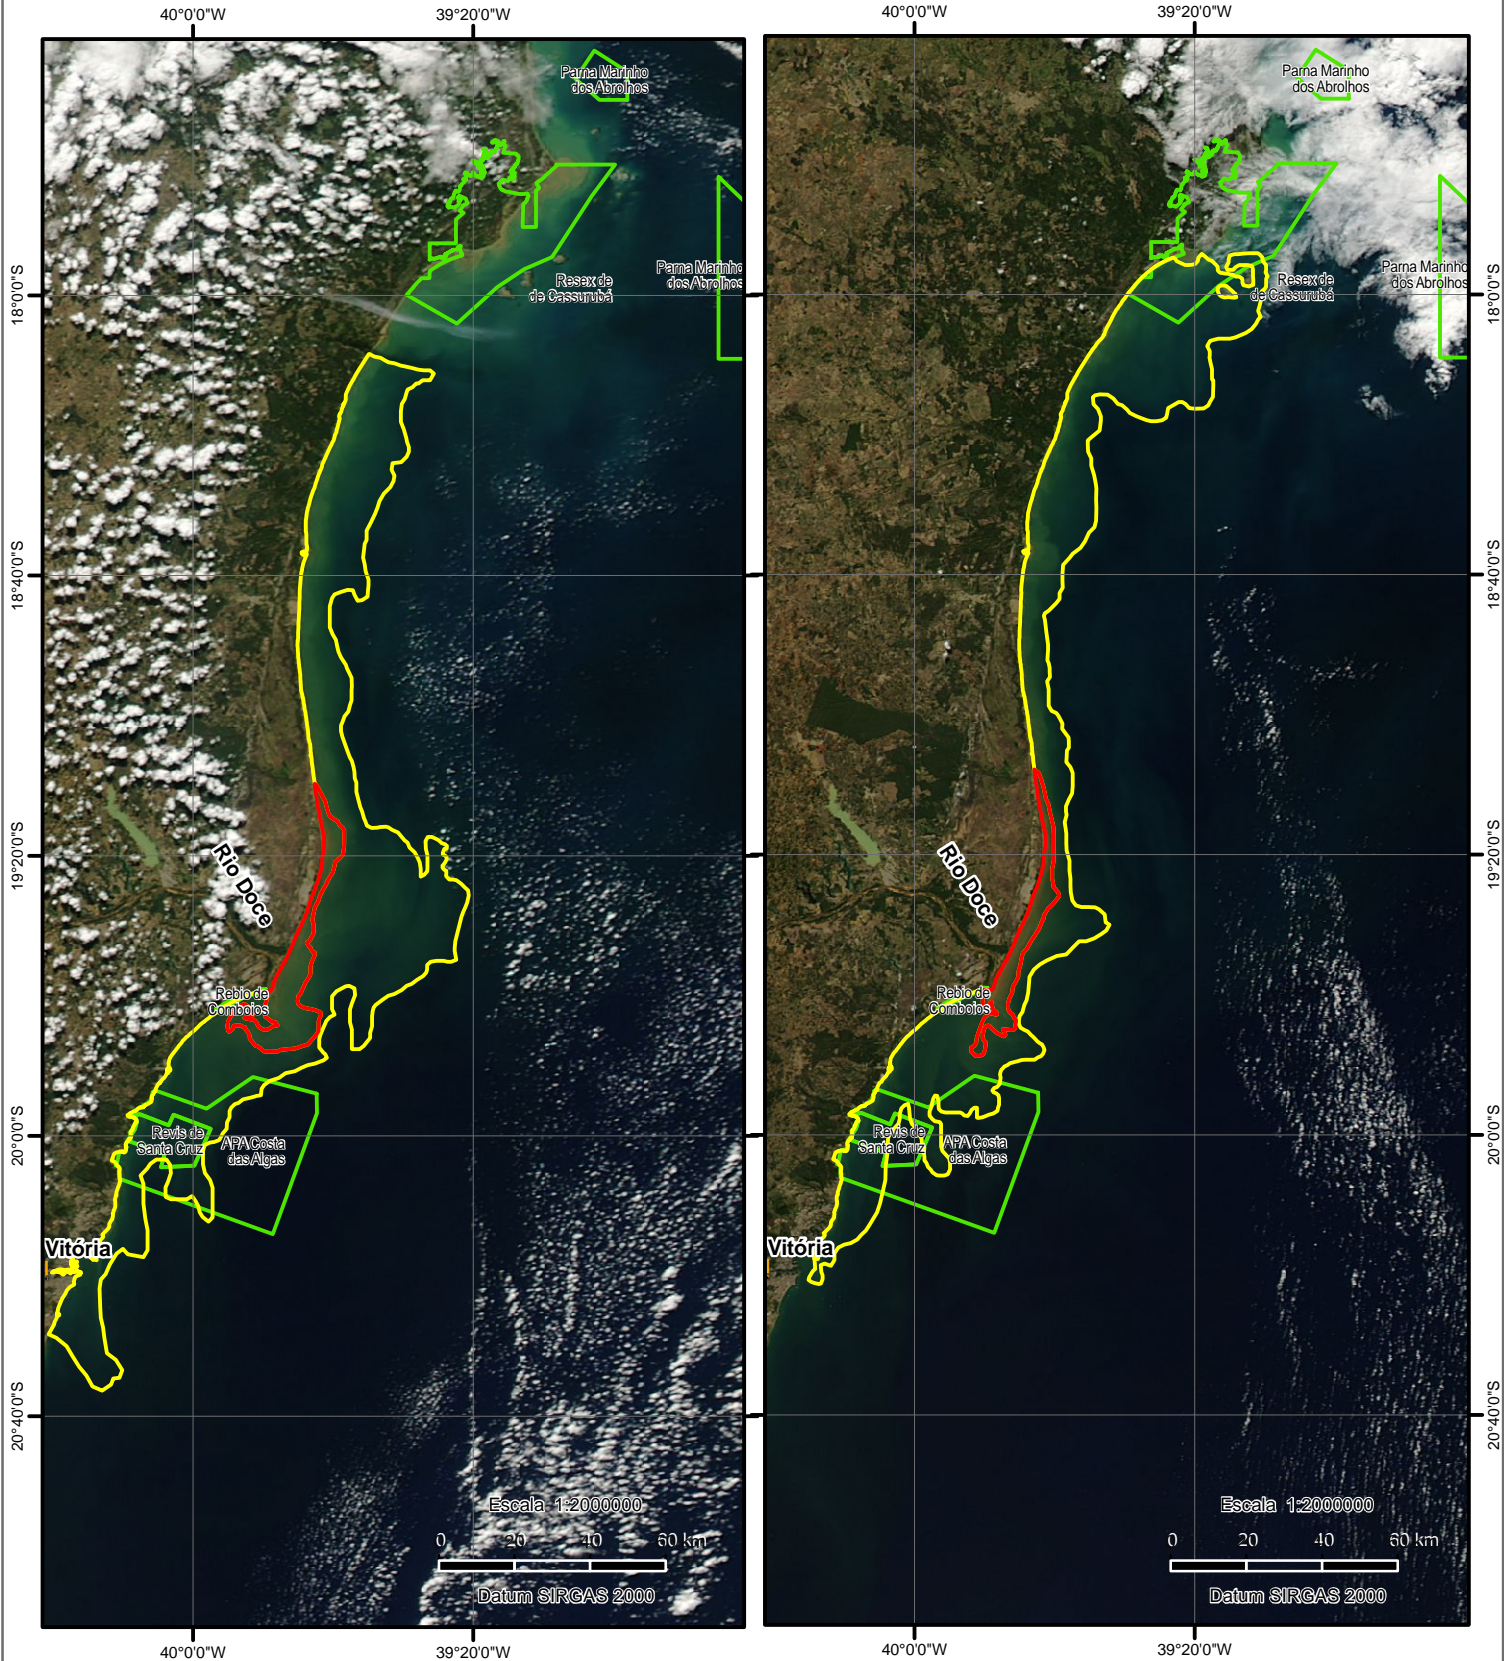 40°0'0"W
39°20'0"W
Parna Marinho
dos Abrolhos
Parna Marinho
dos Abrolhos
Resex de
de Cassurubá
18°0'0"S
18°40'0"S
19°20'0"S
Rio Doce
Rebio de
Comboios
20°0'0"S
Revis de
Santa Cruz
APA Costa
das Algas
Vitória
20°40'0"S
Escala 1:2000000
0 20 40 60 km
Datum SIRGAS 2000
40°0'0"W
39°20'0"W
40°0'0"W
39°20'0"W
Parna Marinho
dos Abrolhos
Parna Marinho
dos Abrolhos
Resex de
de Cassurubá
18°0'0"S
18°40'0"S
19°20'0"S
Rio Doce
Rebio de
Comboios
20°0'0"S
Revis de
Santa Cruz
APA Costa
das Algas
Vitória
20°40'0"S
Escala 1:2000000
0 20 40 60 km
Datum SIRGAS 2000
40°0'0"W
39°20'0"W